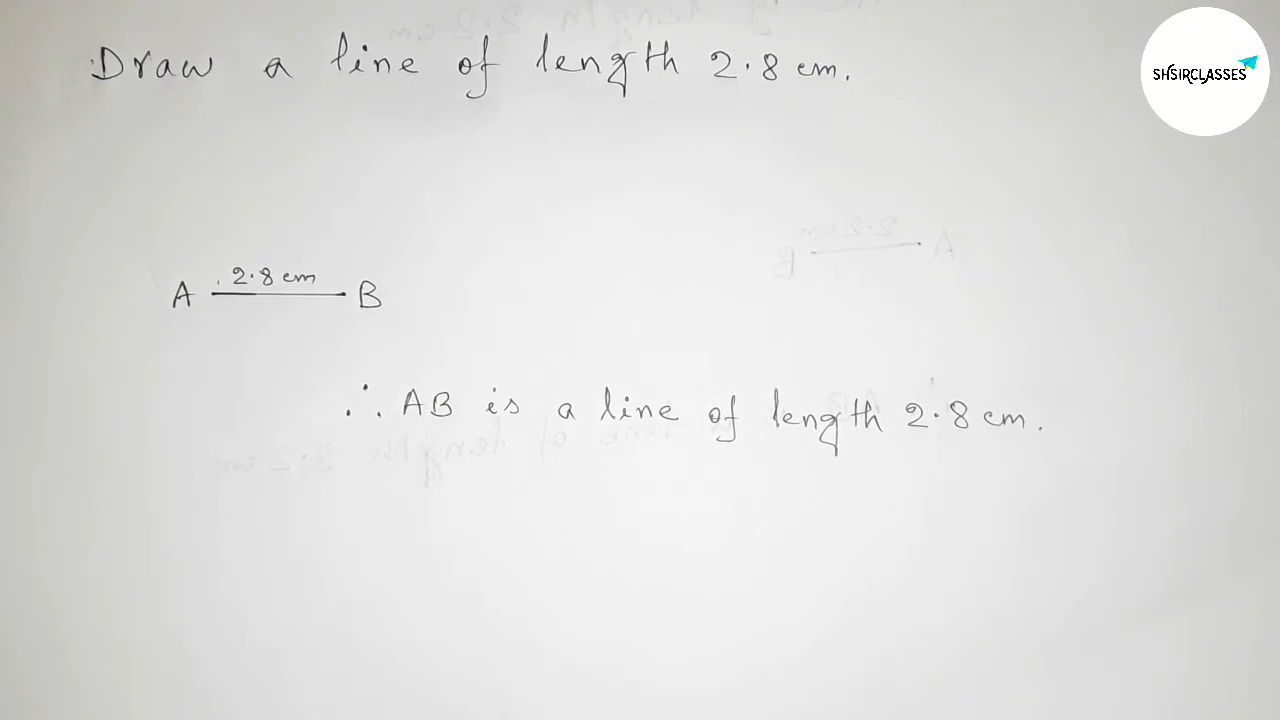 Draw a line of length 2.8 cm.
SHSIRCLASSES
2.8 cm
A B
∴ AB is a line of length 2.8 cm.